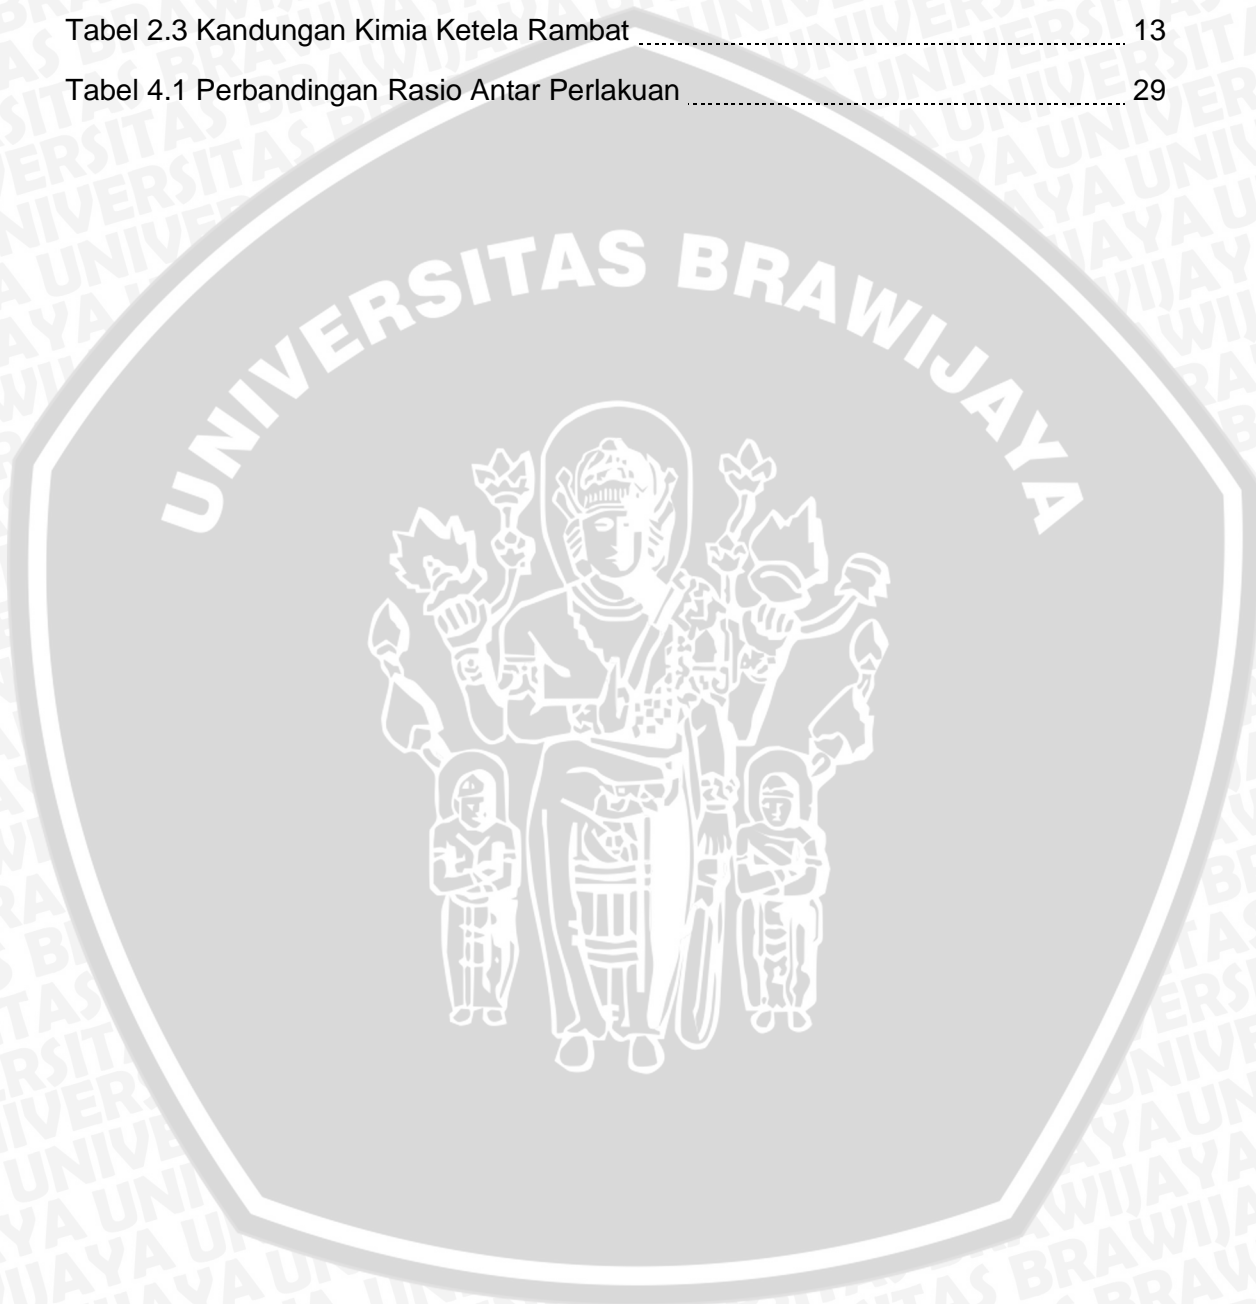 Tabel 2.3 Kandungan Kimia Ketela Rambat ........................................................ 13
Tabel 4.1 Perbandingan Rasio Antar Perlakuan .................................................. 29
UNIVERSITAS BRAWIJAYA